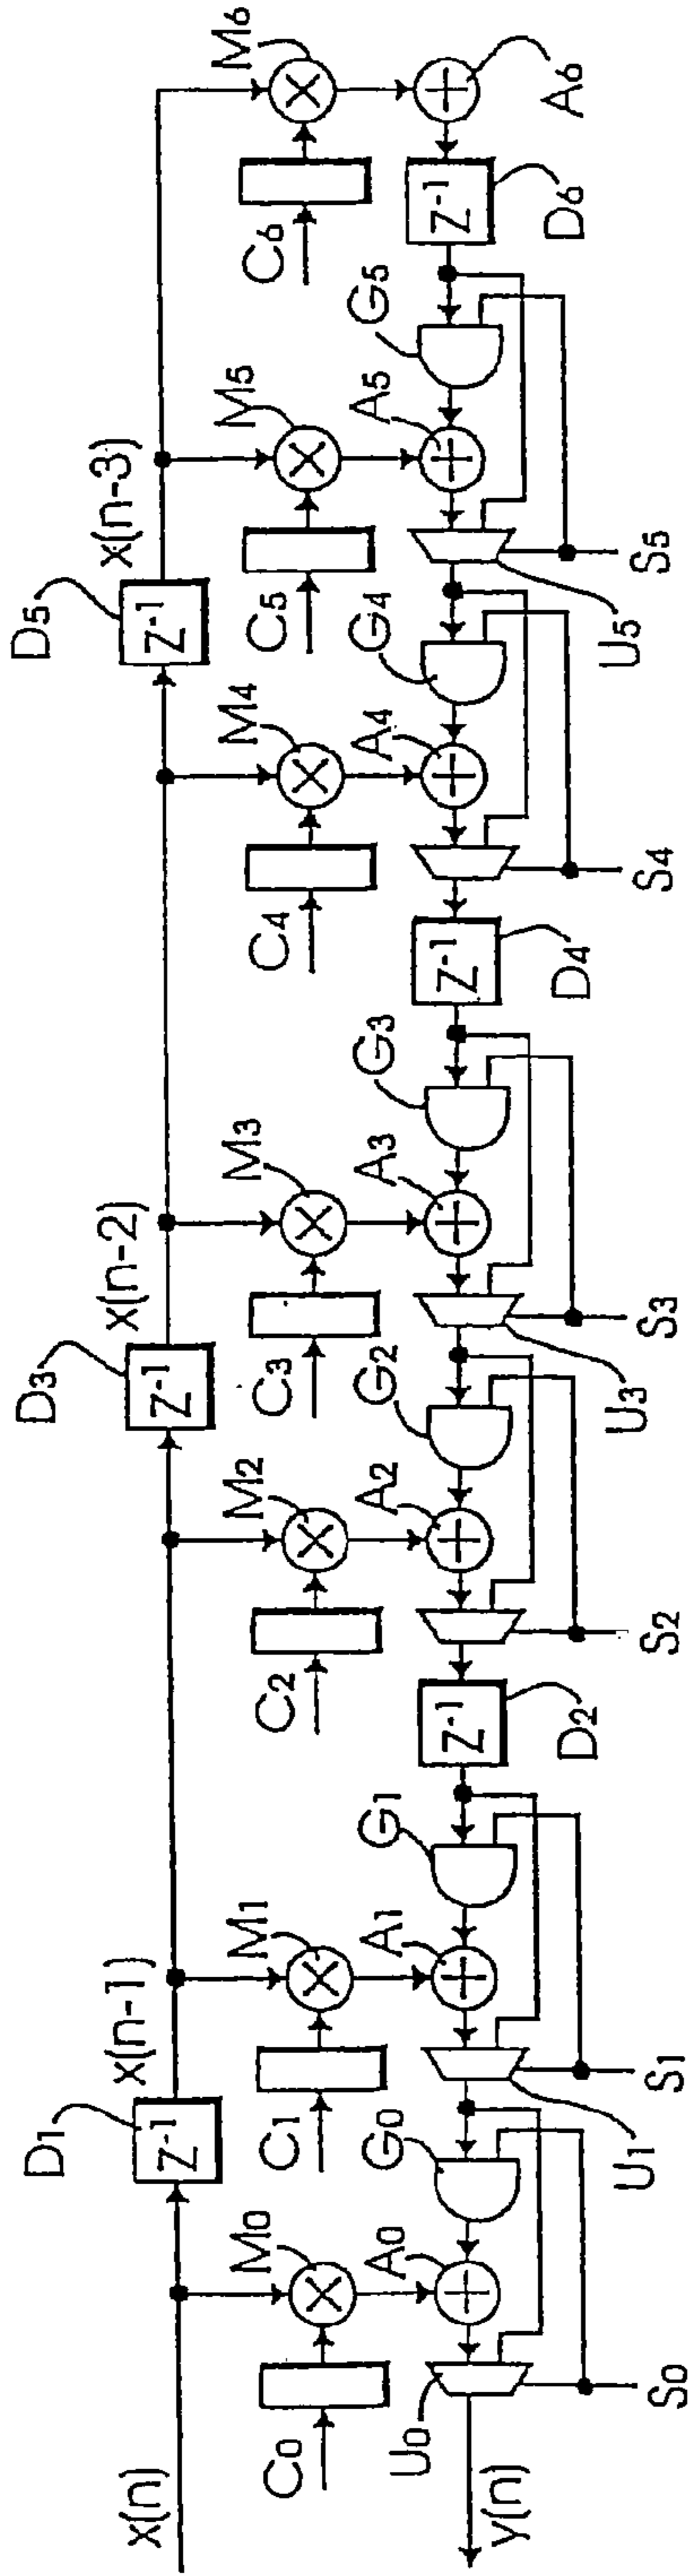 x(n)
D1
Z-1
x(n-1)
D3
Z-1
x(n-2)
D5
Z-1
x(n-3)
C0
M0
C1
M1
C2
M2
C3
M3
C4
M4
C5
M5
C6
M6
y(n)
U0
A0
G0
A1
G1
Z-1
A2
G2
A3
G3
Z-1
A4
G4
A5
G5
Z-1
A6
S0
U1
S1
D2
S2
U3
S3
D4
S4
U5
S5
D6